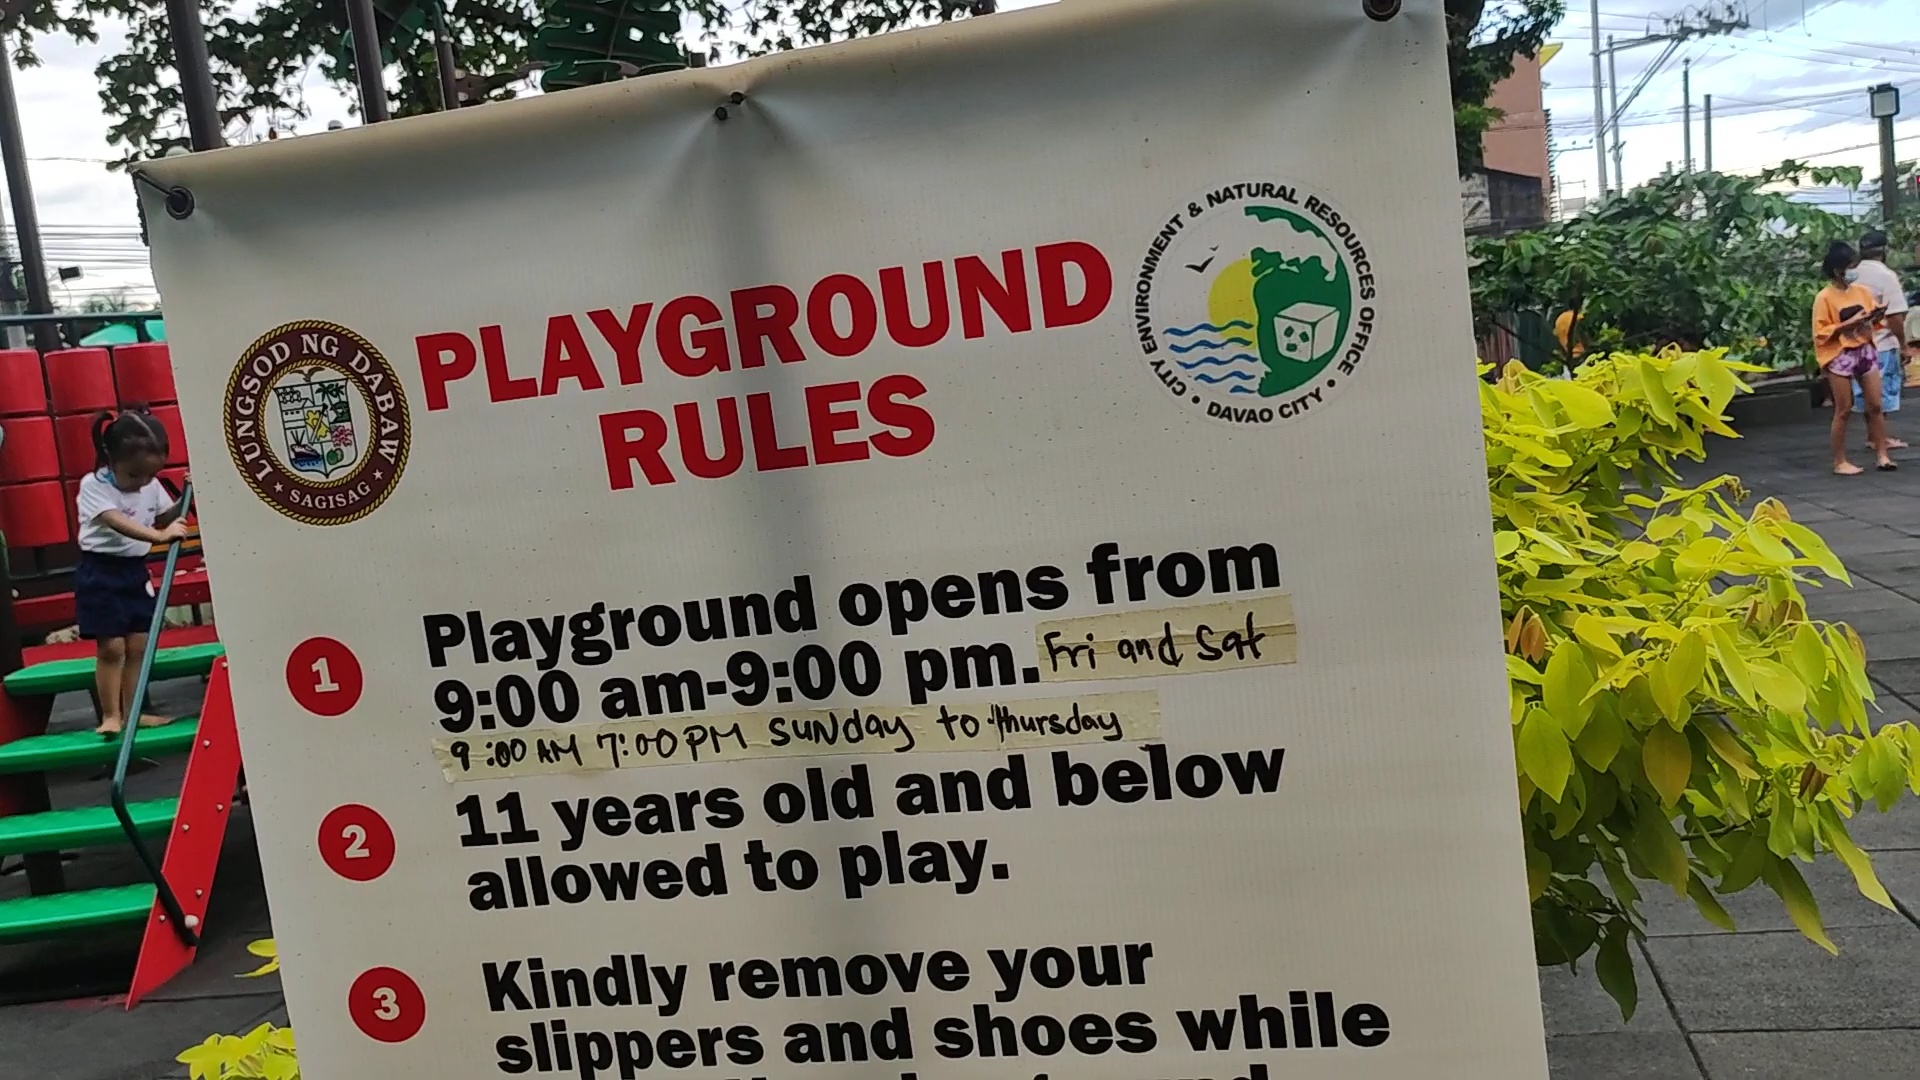 PLAYGROUND
RULES
LUNGSOD NG DABAW
SAGISAG
CITY ENVIRONMENT & NATURAL RESOURCES OFFICE
DAVAO CITY
1 Playground opens from
9:00 am-9:00 pm. Fri and Sat
9:00 AM 7:00 PM SUNday to Thursday
2 11 years old and below
allowed to play.
3 Kindly remove your
slippers and shoes while